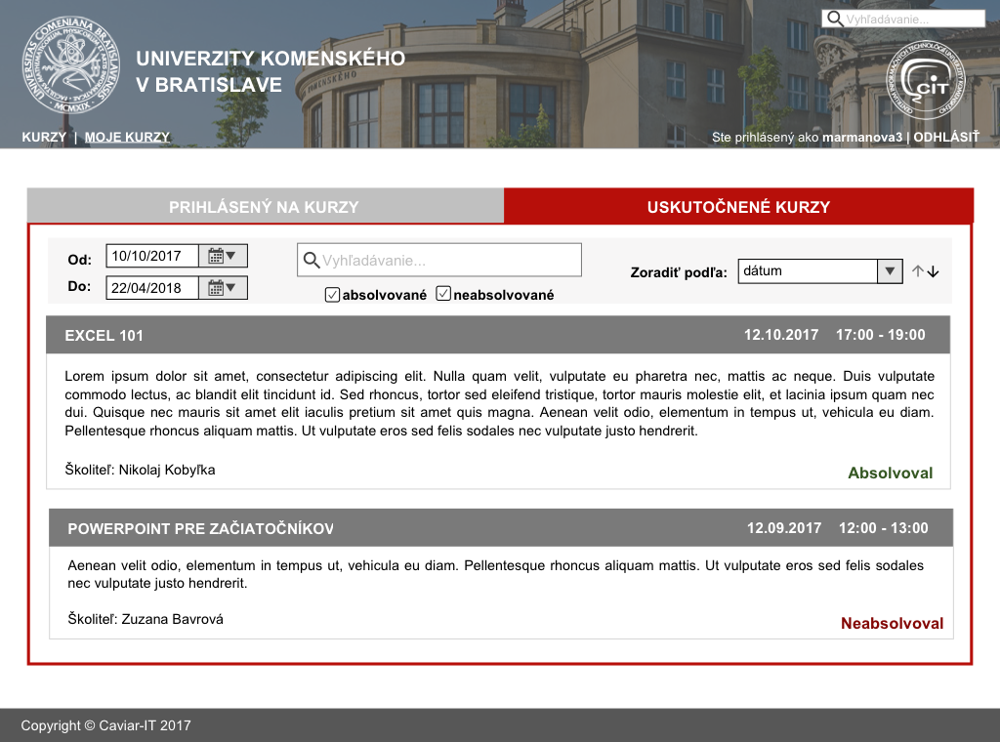 Vyhľadávanie...
UNIVERZITY KOMENSKÉHO
V BRATISLAVE
KOMENSKÉHO
CIT
KURZY | MOJE KURZY
Ste prihlásený ako marmanova3 | ODHLÁSIŤ
PRIHLÁSENÝ NA KURZY
USKUTOČNENÉ KURZY
Od: 10/10/2017
Do: 22/04/2018
Vyhľadávanie...
absolvované neabsolvované
Zoradiť podľa: dátum
EXCEL 101 12.10.2017 17:00 - 19:00
Lorem ipsum dolor sit amet, consectetur adipiscing elit. Nulla quam velit, vulputate eu pharetra nec, mattis ac neque. Duis vulputate
commodo lectus, ac blandit elit tincidunt id. Sed rhoncus, tortor sed eleifend tristique, tortor mauris molestie elit, et lacinia ipsum quam nec
dui. Quisque nec mauris sit amet elit iaculis pretium sit amet quis magna. Aenean velit odio, elementum in tempus ut, vehicula eu diam.
Pellentesque rhoncus aliquam mattis. Ut vulputate eros sed felis sodales nec vulputate justo hendrerit.
Školiteľ: Nikolaj Kobyľka
Absolvoval
POWERPOINT PRE ZAČIATOČNÍKOV 12.09.2017 12:00 - 13:00
Aenean velit odio, elementum in tempus ut, vehicula eu diam. Pellentesque rhoncus aliquam mattis. Ut vulputate eros sed felis sodales
nec vulputate justo hendrerit.
Školiteľ: Zuzana Bavrová
Neabsolvoval
Copyright © Caviar-IT 2017